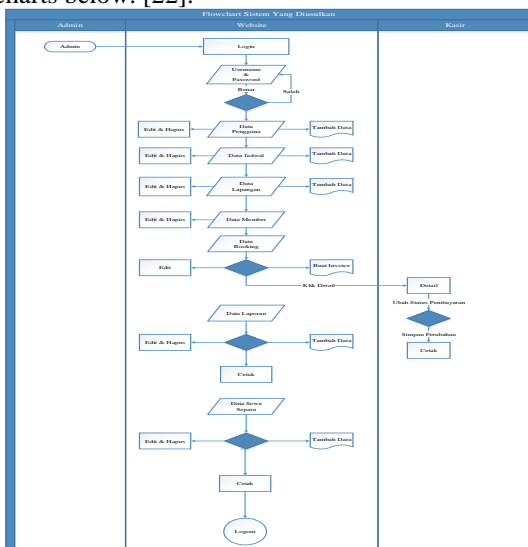 charts below. [22].
Flowchart Sistem Yang Diusulkan
Admin
Website
Kasir
Admin
Login
Username
&
Password
Benar
Salah
Edit & Hapus
Data
Pengguna
Tambah Data
Edit & Hapus
Data Jadwal
Tambah Data
Edit & Hapus
Data
Lapangan
Tambah Data
Edit & Hapus
Data Member
Data
Booking
Edit
Buat Invoice
Klik Detail
Detail
Ubah Status Pembayaran
Simpan Perubahan
Cetak
Data Laporan
Edit & Hapus
Tambah Data
Cetak
Data Sewa
Sepatu
Edit & Hapus
Tambah Data
Cetak
Logout